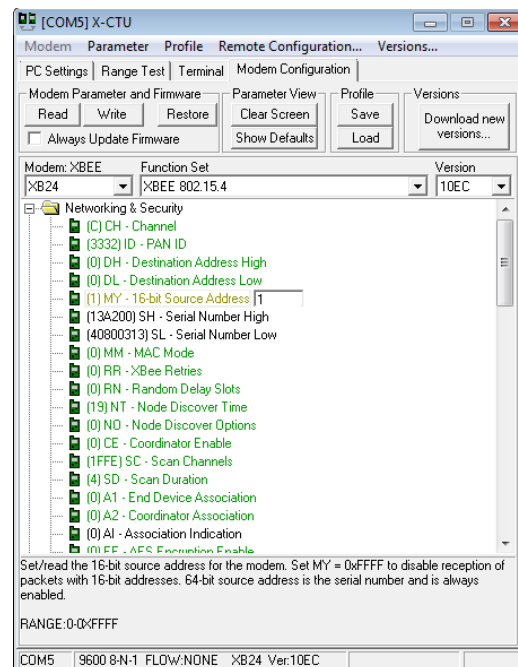 [COM5] X-CTU
Modem Parameter Profile Remote Configuration... Versions...
PC Settings Range Test Terminal Modem Configuration
Modem Parameter and Firmware Parameter View Profile Versions
Read Write Restore Clear Screen Save Download new versions...
Always Update Firmware Show Defaults Load
Modem: XBEE Function Set Version
XB24 XBEE 802.15.4 10EC
Networking & Security
(C) CH - Channel
(3332) ID - PAN ID
(0) DH - Destination Address High
(0) DL - Destination Address Low
(1) MY - 16-bit Source Address 1
(13A200) SH - Serial Number High
(40800313) SL - Serial Number Low
(0) MM - MAC Mode
(0) RR - XBee Retries
(0) RN - Random Delay Slots
(19) NT - Node Discover Time
(0) NO - Node Discover Options
(0) CE - Coordinator Enable
(1FFE) SC - Scan Channels
(4) SD - Scan Duration
(0) A1 - End Device Association
(0) A2 - Coordinator Association
(0) AI - Association Indication
(0) EE - AES Encryption Enable
Set/read the 16-bit source address for the modem. Set MY = 0xFFFF to disable reception of
packets with 16-bit addresses. 64-bit source address is the serial number and is always
enabled.
RANGE:0-0XFFFF
COM5 9600 8-N-1 FLOW:NONE XB24 Ver:10EC